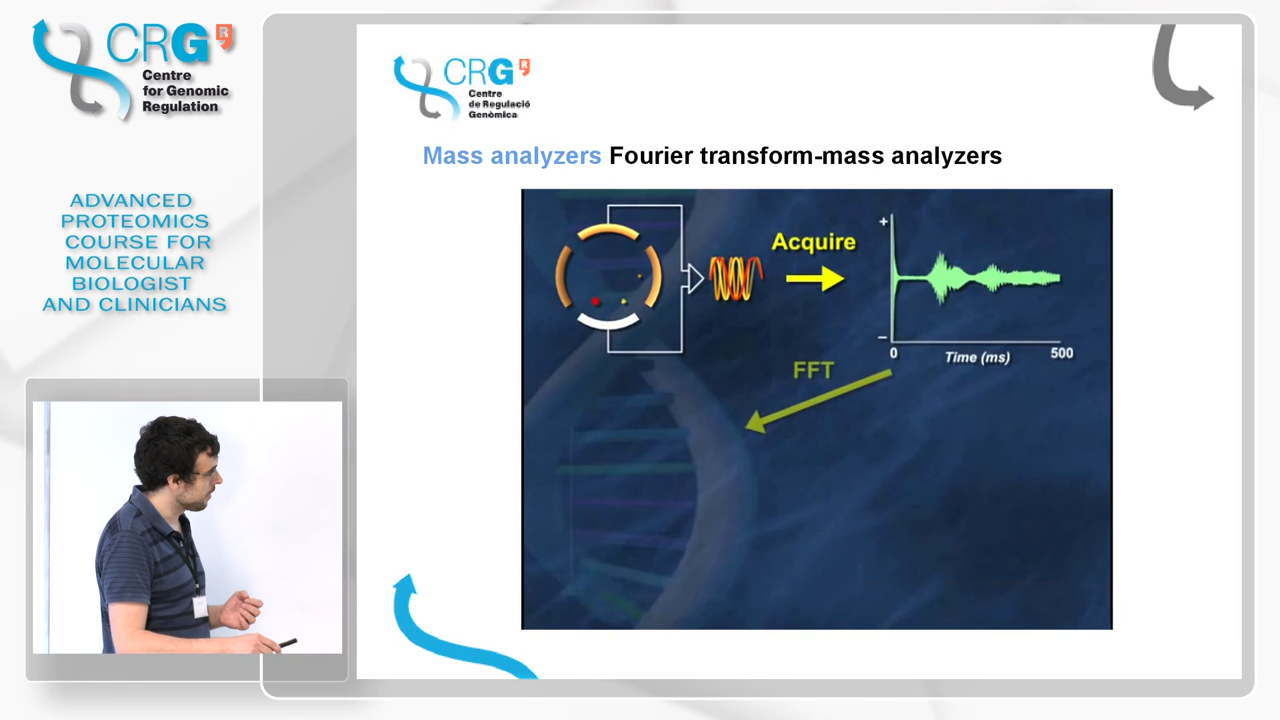 CRG R
Centre
for Genomic
Regulation
ADVANCED
PROTEOMICS
COURSE FOR
MOLECULAR
BIOLOGIST
AND CLINICIANS
CRG R
Centre
de Regulació
Genòmica
Mass analyzers Fourier transform-mass analyzers
Acquire
+
–
0
Time (ms)
500
FFT